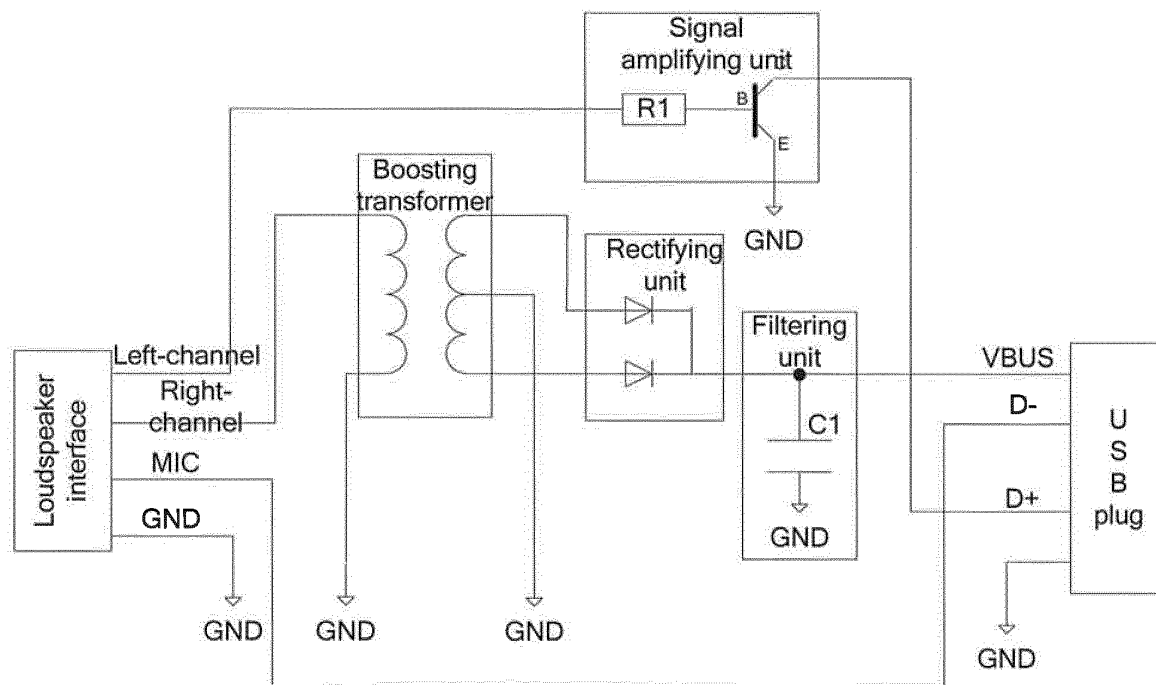 Signal
amplifying unit
R1
B
E
GND
Boosting
transformer
Rectifying
unit
Filtering
unit
C1
GND
Loudspeaker
interface
Left-channel
Right-
channel
MIC
GND
GND
GND
GND
VBUS
D-
D+
U
S
B
plug
GND